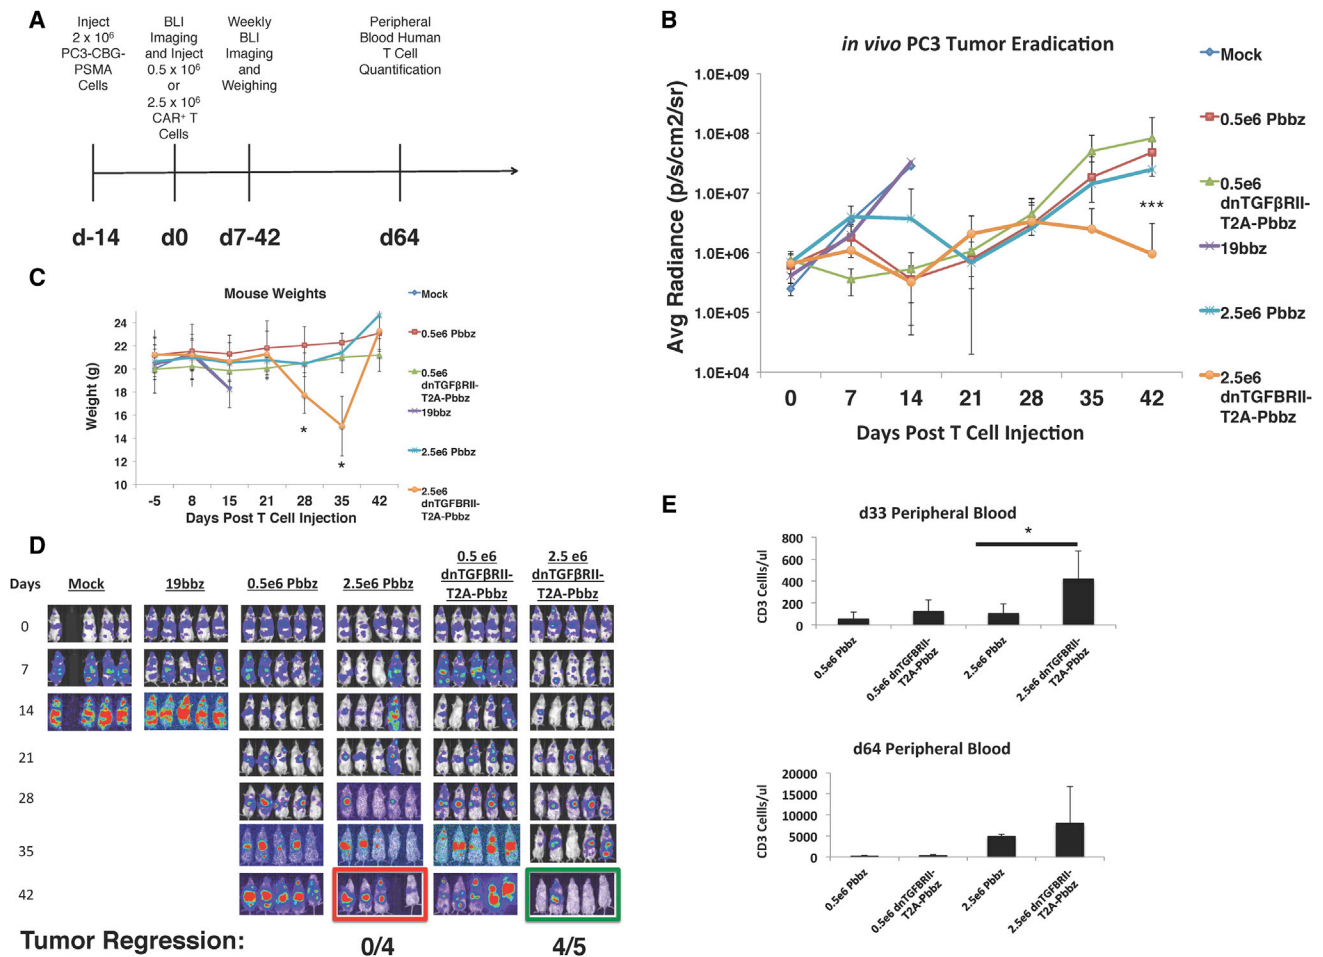 A
Inject
2 x 10⁶
PC3-CBG-
PSMA
Cells
BLI
Imaging
and Inject
0.5 x 10⁶
or
2.5 x 10⁶
CAR⁺ T
Cells
Weekly
BLI
Imaging
and
Weighing
Peripheral
Blood Human
T Cell
Quantification
d-14
d0
d7-42
d64
B
in vivo PC3 Tumor Eradication
Avg Radiance (p/s/cm2/sr)
1.0E+09
1.0E+08
1.0E+07
1.0E+06
1.0E+05
1.0E+04
***
0 7 14 21 28 35 42
Days Post T Cell Injection
Mock
0.5e6 Pbbz
0.5e6
dnTGFβRII-
T2A-Pbbz
19bbz
2.5e6 Pbbz
2.5e6
dnTGFBRII-
T2A-Pbbz
C
Mouse Weights
Weight (g)
24
22
20
18
16
14
12
10
*
*
-5 8 15 21 28 35 42
Days Post T Cell Injection
Mock
0.5e6 Pbbz
0.5e6
dnTGFβRII-
T2A-Pbbz
19bbz
2.5e6 Pbbz
2.5e6
dnTGFBRII-
T2A-Pbbz
D
Days
Mock
19bbz
0.5e6 Pbbz
2.5e6 Pbbz
0.5 e6
dnTGFβRII-
T2A-Pbbz
2.5 e6
dnTGFβRII-
T2A-Pbbz
0
7
14
21
28
35
42
Tumor Regression: 0/4 4/5
E
d33 Peripheral Blood
CD3 Cellls/ul
800
600
400
200
0
*
0.5e6 Pbbz
0.5e6 dnTGFBRII-
T2A-Pbbz
2.5e6 Pbbz
2.5e6 dnTGFBRII-
T2A-Pbbz
d64 Peripheral Blood
CD3 Cellls/ul
20000
15000
10000
5000
0
0.5e6 Pbbz
0.5e6 dnTGFBRII-
T2A-Pbbz
2.5e6 Pbbz
2.5e6 dnTGFBRII-
T2A-Pbbz